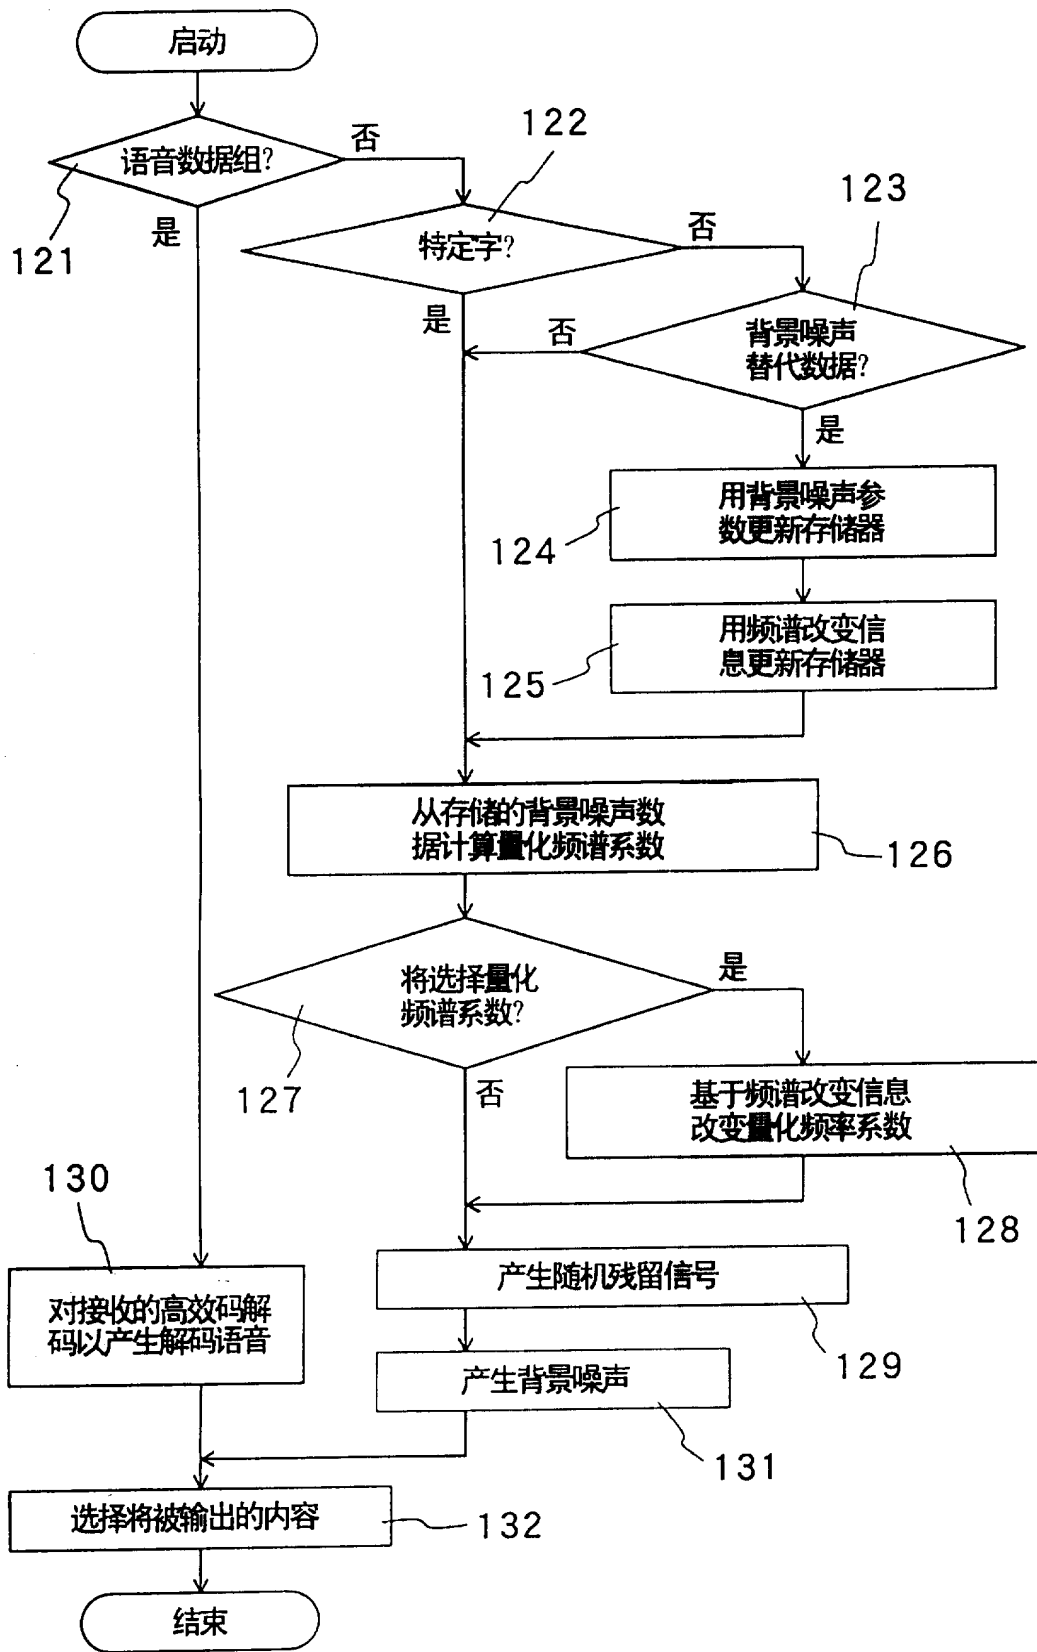 启动
语音数据组?
否
122
121
是
特定字?
否
123
是
否
背景噪声
替代数据?
是
用背景噪声参
数更新存储器
124
用频谱改变信
息更新存储器
125
从存储的背景噪声数
据计算量化频谱系数
126
将选择量化
频谱系数?
是
127
否
基于频谱改变信息
改变量化频率系数
128
130
对接收的高效码解
码以产生解码语音
产生随机残留信号
129
产生背景噪声
131
选择将被输出的内容
132
结束